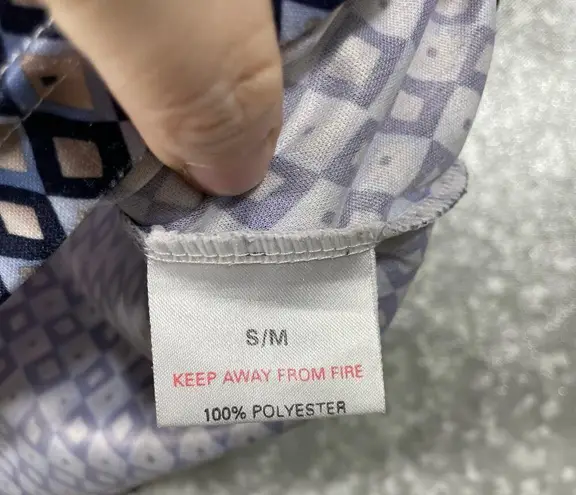 S/M
KEEP AWAY FROM FIRE
100% POLYESTER